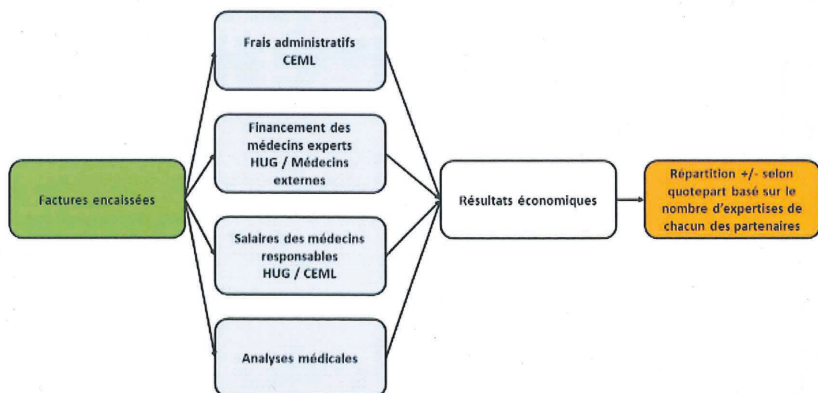 Frais administratifs
CEML
Financement des
médecins experts
HUG / Médecins
externes
Factures encaissées
Résultats économiques
Répartition +/- selon
quotepart basé sur le
nombre d'expertises de
chacun des partenaires
Salaires des médecins
responsables
HUG / CEML
Analyses médicales